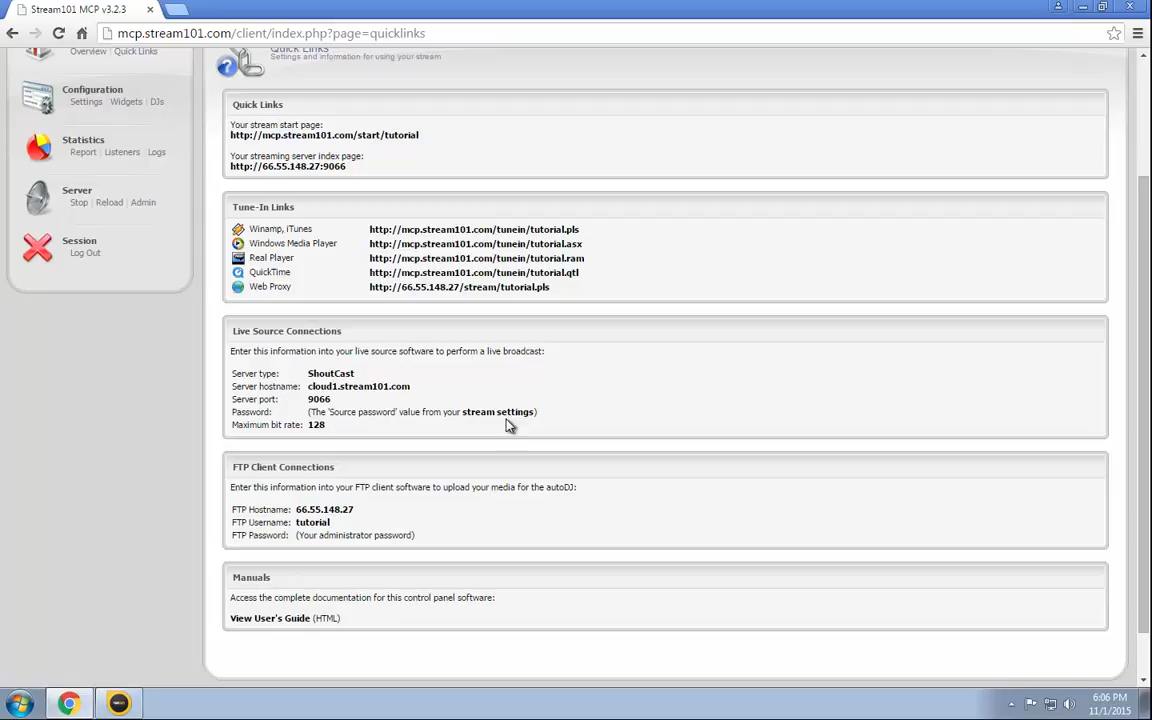 Stream101 MCP v3.2.3
mcp.stream101.com/client/index.php?page=quicklinks
Overview | Quick Links
Configuration
Settings | Widgets | DJs
Statistics
Report | Listeners | Logs
Server
Stop | Reload | Admin
Session
Log Out
Quick Links
Settings and information for using your stream
Quick Links
Your stream start page:
http://mcp.stream101.com/start/tutorial
Your streaming server index page:
http://66.55.148.27:9066
Tune-In Links
Winamp, iTunes http://mcp.stream101.com/tunein/tutorial.pls
Windows Media Player http://mcp.stream101.com/tunein/tutorial.asx
Real Player http://mcp.stream101.com/tunein/tutorial.ram
QuickTime http://mcp.stream101.com/tunein/tutorial.qtl
Web Proxy http://66.55.148.27/stream/tutorial.pls
Live Source Connections
Enter this information into your live source software to perform a live broadcast:
Server type: ShoutCast
Server hostname: cloud1.stream101.com
Server port: 9066
Password: (The 'Source password' value from your stream settings)
Maximum bit rate: 128
FTP Client Connections
Enter this information into your FTP client software to upload your media for the autoDJ:
FTP Hostname: 66.55.148.27
FTP Username: tutorial
FTP Password: (Your administrator password)
Manuals
Access the complete documentation for this control panel software:
View User's Guide (HTML)
6:06 PM
11/1/2015